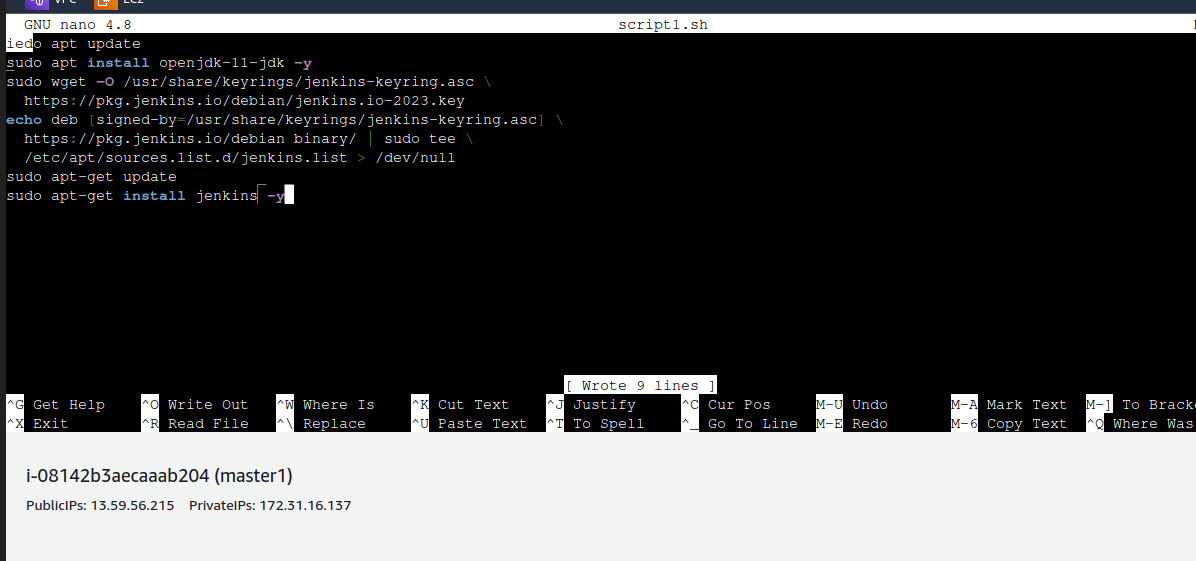 VPC EC2
GNU nano 4.8 script1.sh
iedo apt update
sudo apt install openjdk-11-jdk -y
sudo wget -O /usr/share/keyrings/jenkins-keyring.asc \
https://pkg.jenkins.io/debian/jenkins.io-2023.key
echo deb [signed-by=/usr/share/keyrings/jenkins-keyring.asc] \
https://pkg.jenkins.io/debian binary/ | sudo tee \
/etc/apt/sources.list.d/jenkins.list > /dev/null
sudo apt-get update
sudo apt-get install jenkins -y
[ Wrote 9 lines ]
^G Get Help ^O Write Out ^W Where Is ^K Cut Text ^J Justify ^C Cur Pos M-U Undo M-A Mark Text M-] To Bracke
^X Exit ^R Read File ^\ Replace ^U Paste Text ^T To Spell ^_ Go To Line M-E Redo M-6 Copy Text ^Q Where Was
i-08142b3aecaaab204 (master1)
PublicIPs: 13.59.56.215 PrivateIPs: 172.31.16.137